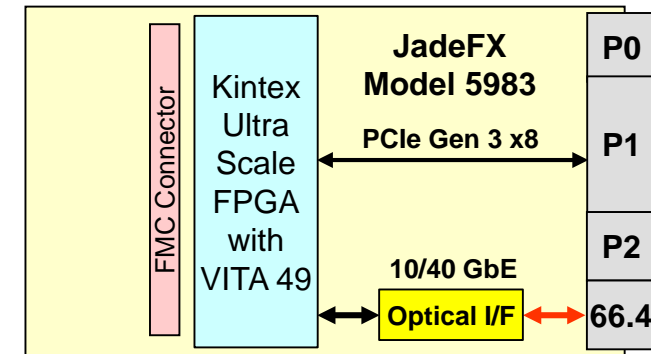 FMC Connector
Kintex
Ultra
Scale
FPGA
with
VITA 49
JadeFX
Model 5983
PCIe Gen 3 x8
10/40 GbE
Optical I/F
P0
P1
P2
66.4